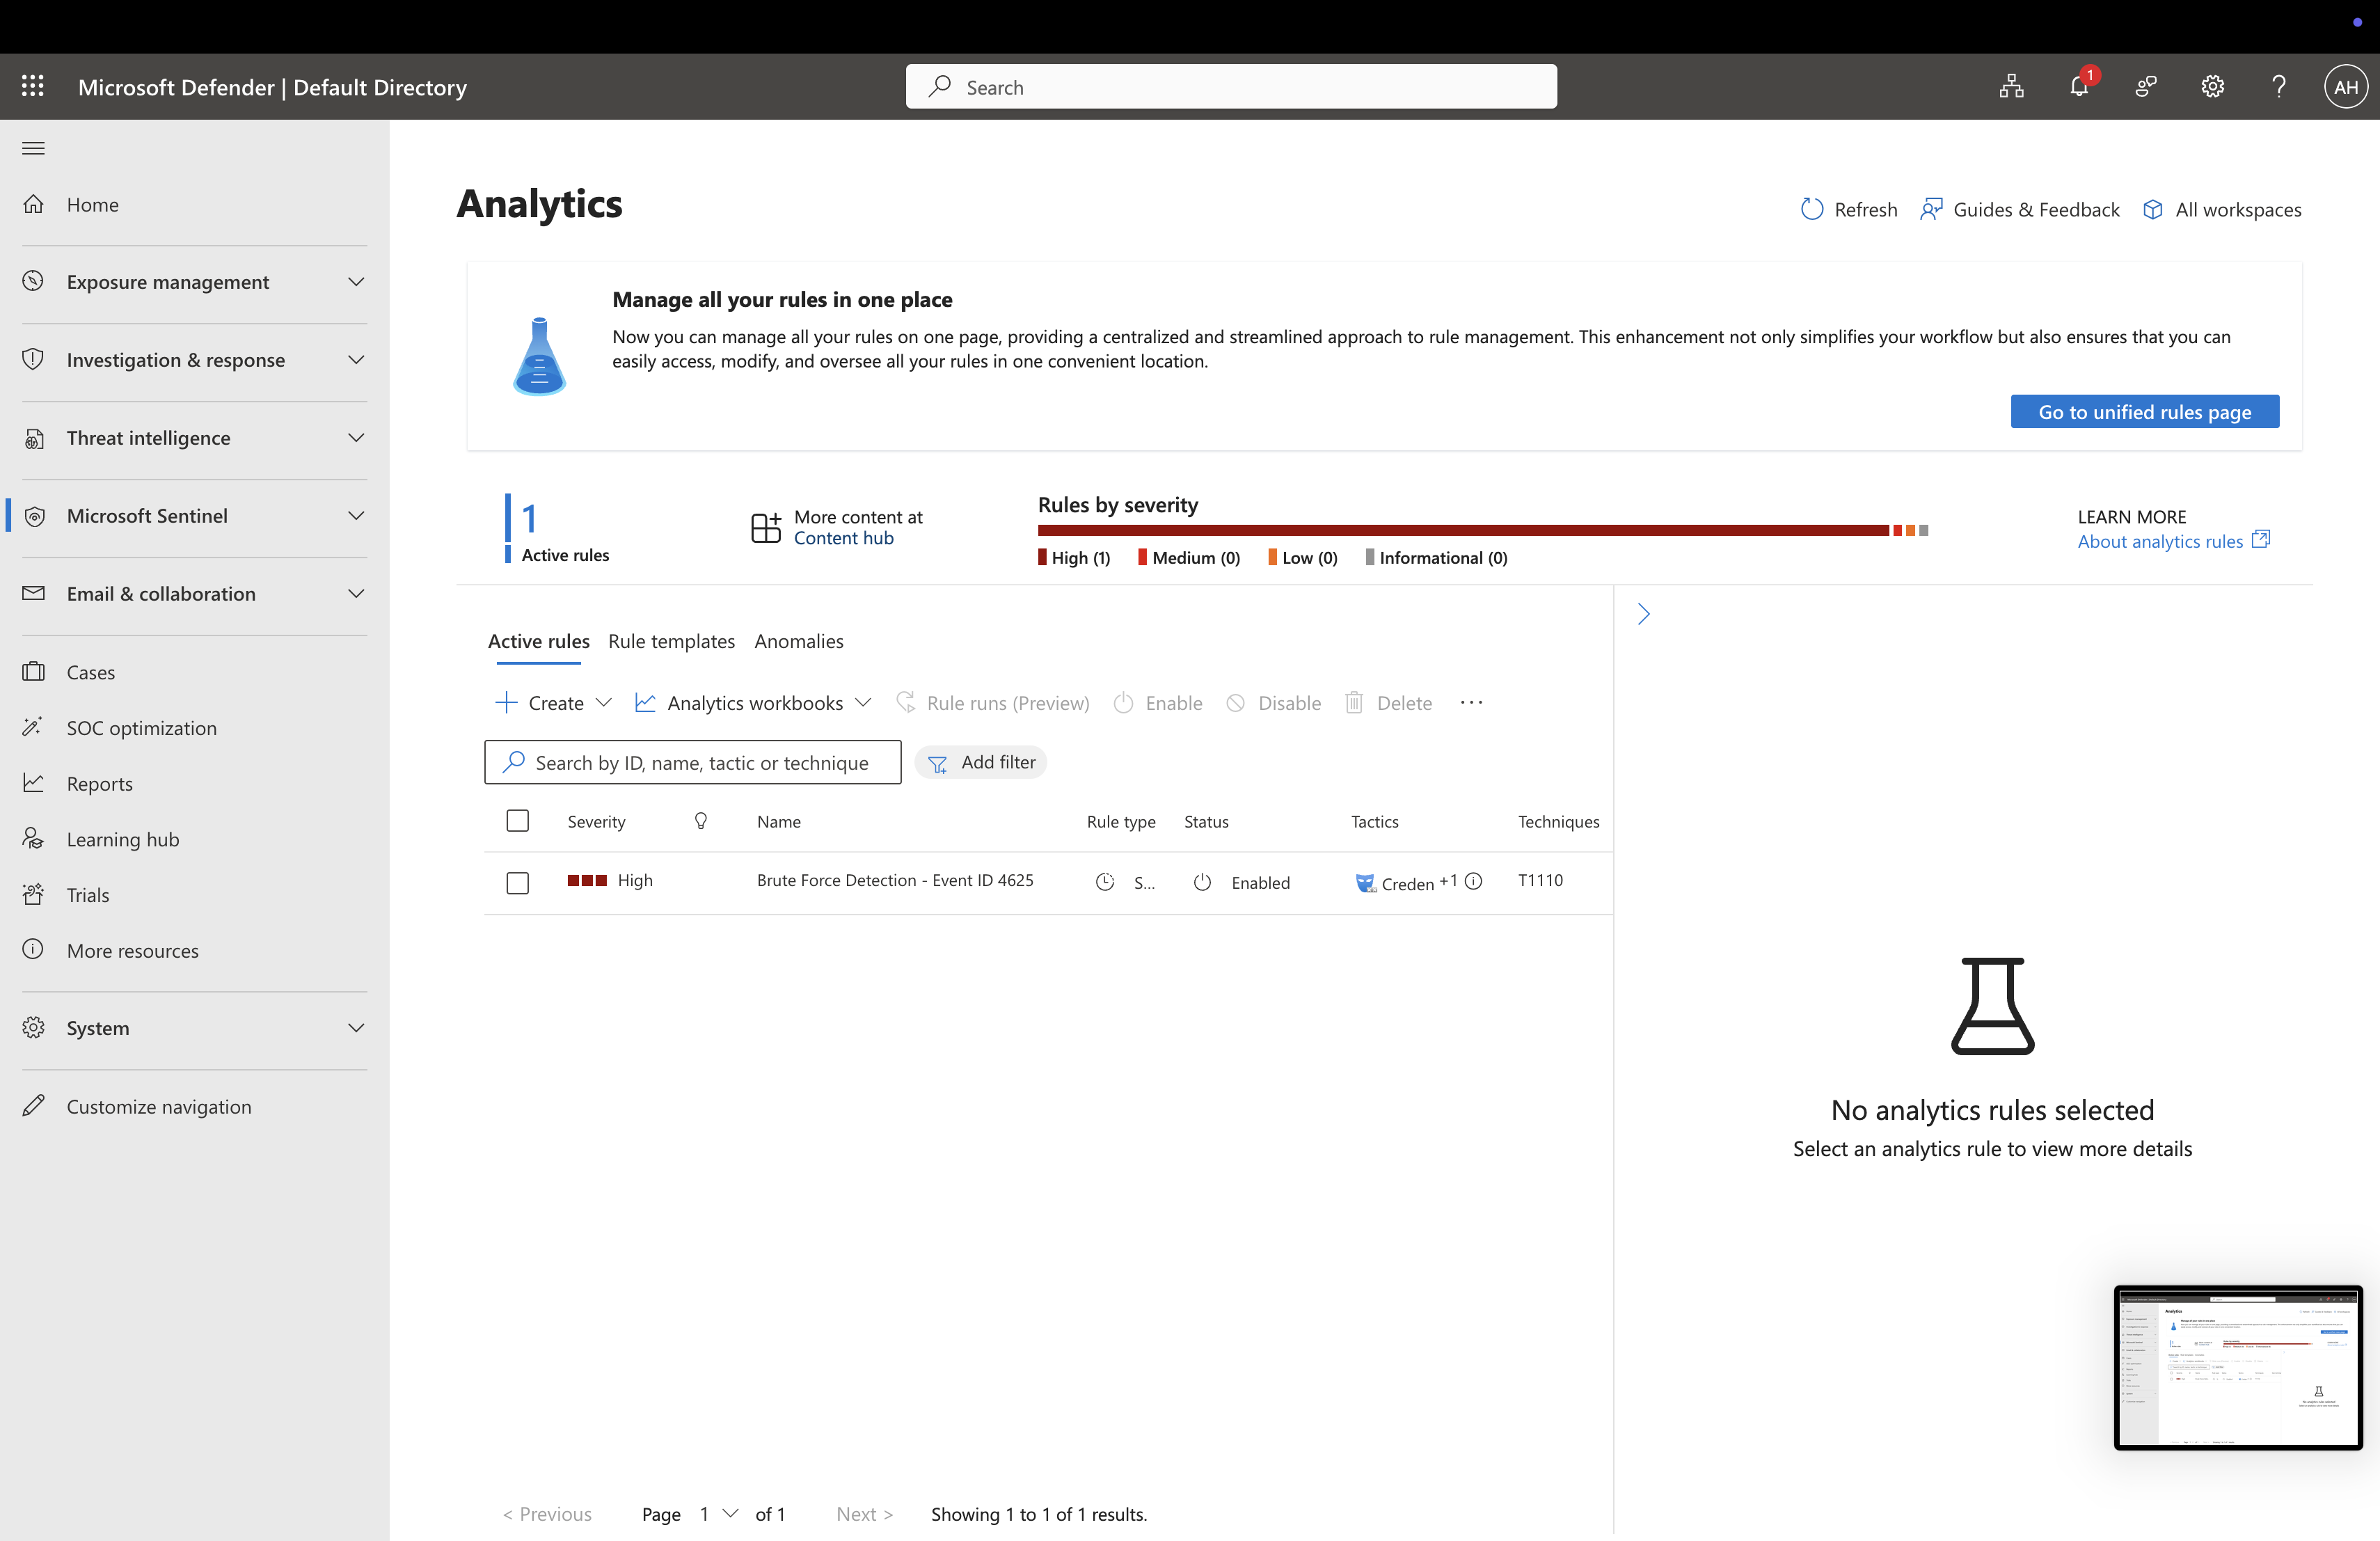 Microsoft Defender | Default Directory
Search
1
AH
Home
Exposure management
Investigation & response
Threat intelligence
Microsoft Sentinel
Email & collaboration
Cases
SOC optimization
Reports
Learning hub
Trials
More resources
System
Customize navigation
Analytics
Refresh
Guides & Feedback
All workspaces
Manage all your rules in one place
Now you can manage all your rules on one page, providing a centralized and streamlined approach to rule management. This enhancement not only simplifies your workflow but also ensures that you can
easily access, modify, and oversee all your rules in one convenient location.
Go to unified rules page
1
Active rules
More content at
Content hub
Rules by severity
High (1) Medium (0) Low (0) Informational (0)
LEARN MORE
About analytics rules
Active rules Rule templates Anomalies
Create Analytics workbooks Rule runs (Preview) Enable Disable Delete ...
Search by ID, name, tactic or technique
Add filter
Severity Name Rule type Status Tactics Techniques
High Brute Force Detection - Event ID 4625 S... Enabled Creden +1 T1110
No analytics rules selected
Select an analytics rule to view more details
< Previous Page 1 of 1 Next > Showing 1 to 1 of 1 results.